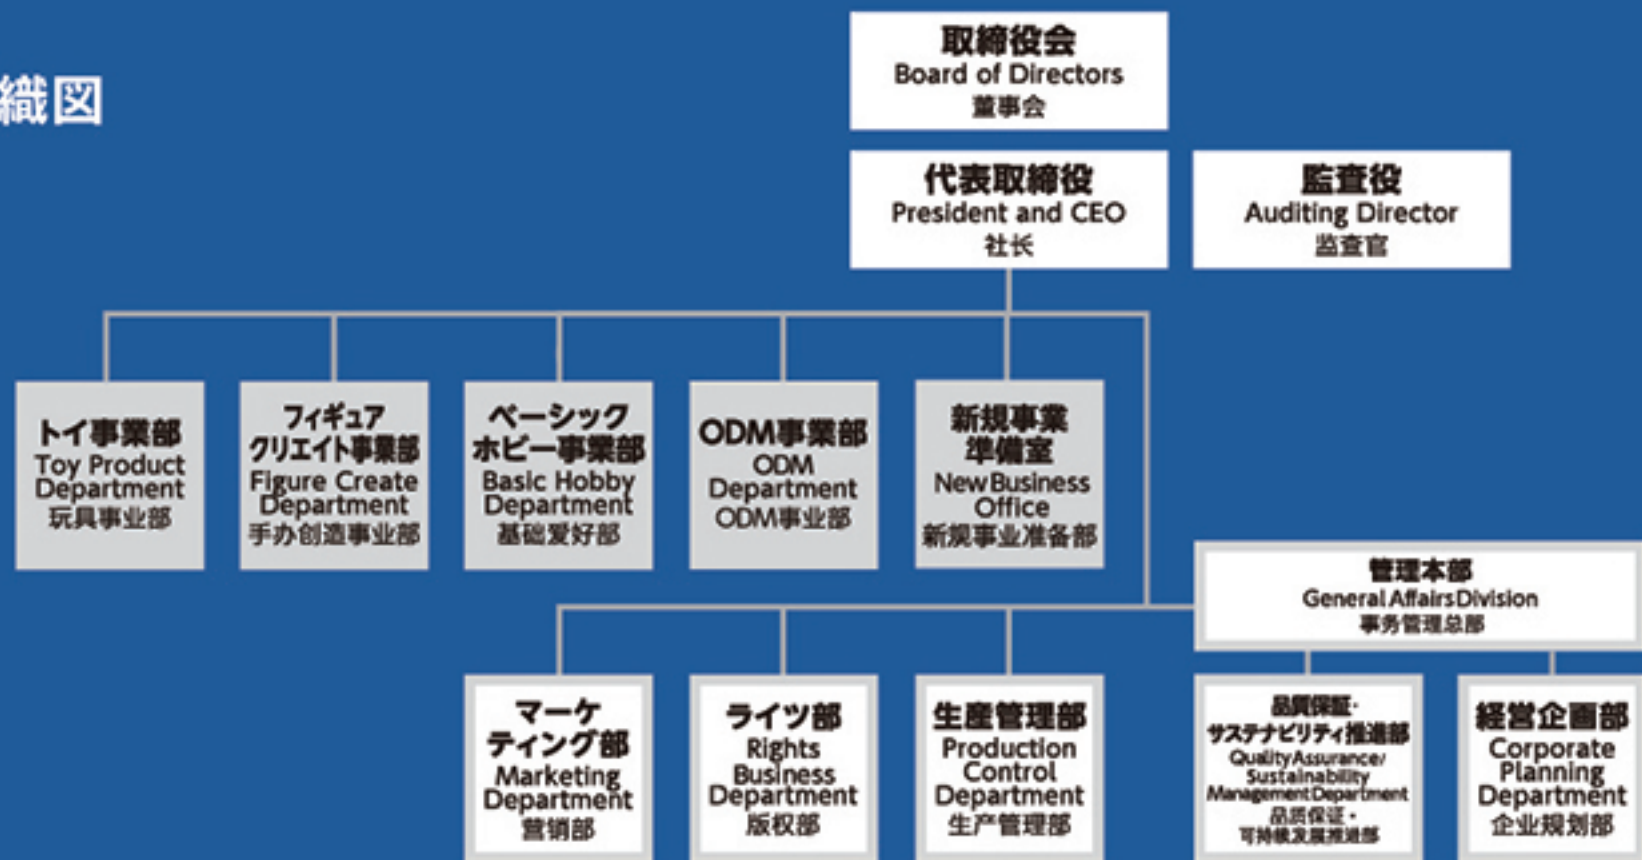 織図
取締役会
Board of Directors
董事会
代表取締役
President and CEO
社长
監査役
Auditing Director
监查官
トイ事業部
Toy Product
Department
玩具事业部
フィギュア
クリエイト事業部
Figure Create
Department
手办创造事业部
ベーシック
ホビー事業部
Basic Hobby
Department
基础爱好部
ODM事業部
ODM
Department
ODM事业部
新規事業
準備室
New Business
Office
新规事业准备部
管理本部
General Affairs Division
事务管理总部
マーケ
ティング部
Marketing
Department
营销部
ライツ部
Rights
Business
Department
版权部
生産管理部
Production
Control
Department
生产管理部
品質保証・
サステナビリティ推進部
Quality Assurance/
Sustainability
Management Department
品质保证・
可持续发展推进部
経営企画部
Corporate
Planning
Department
企业规划部